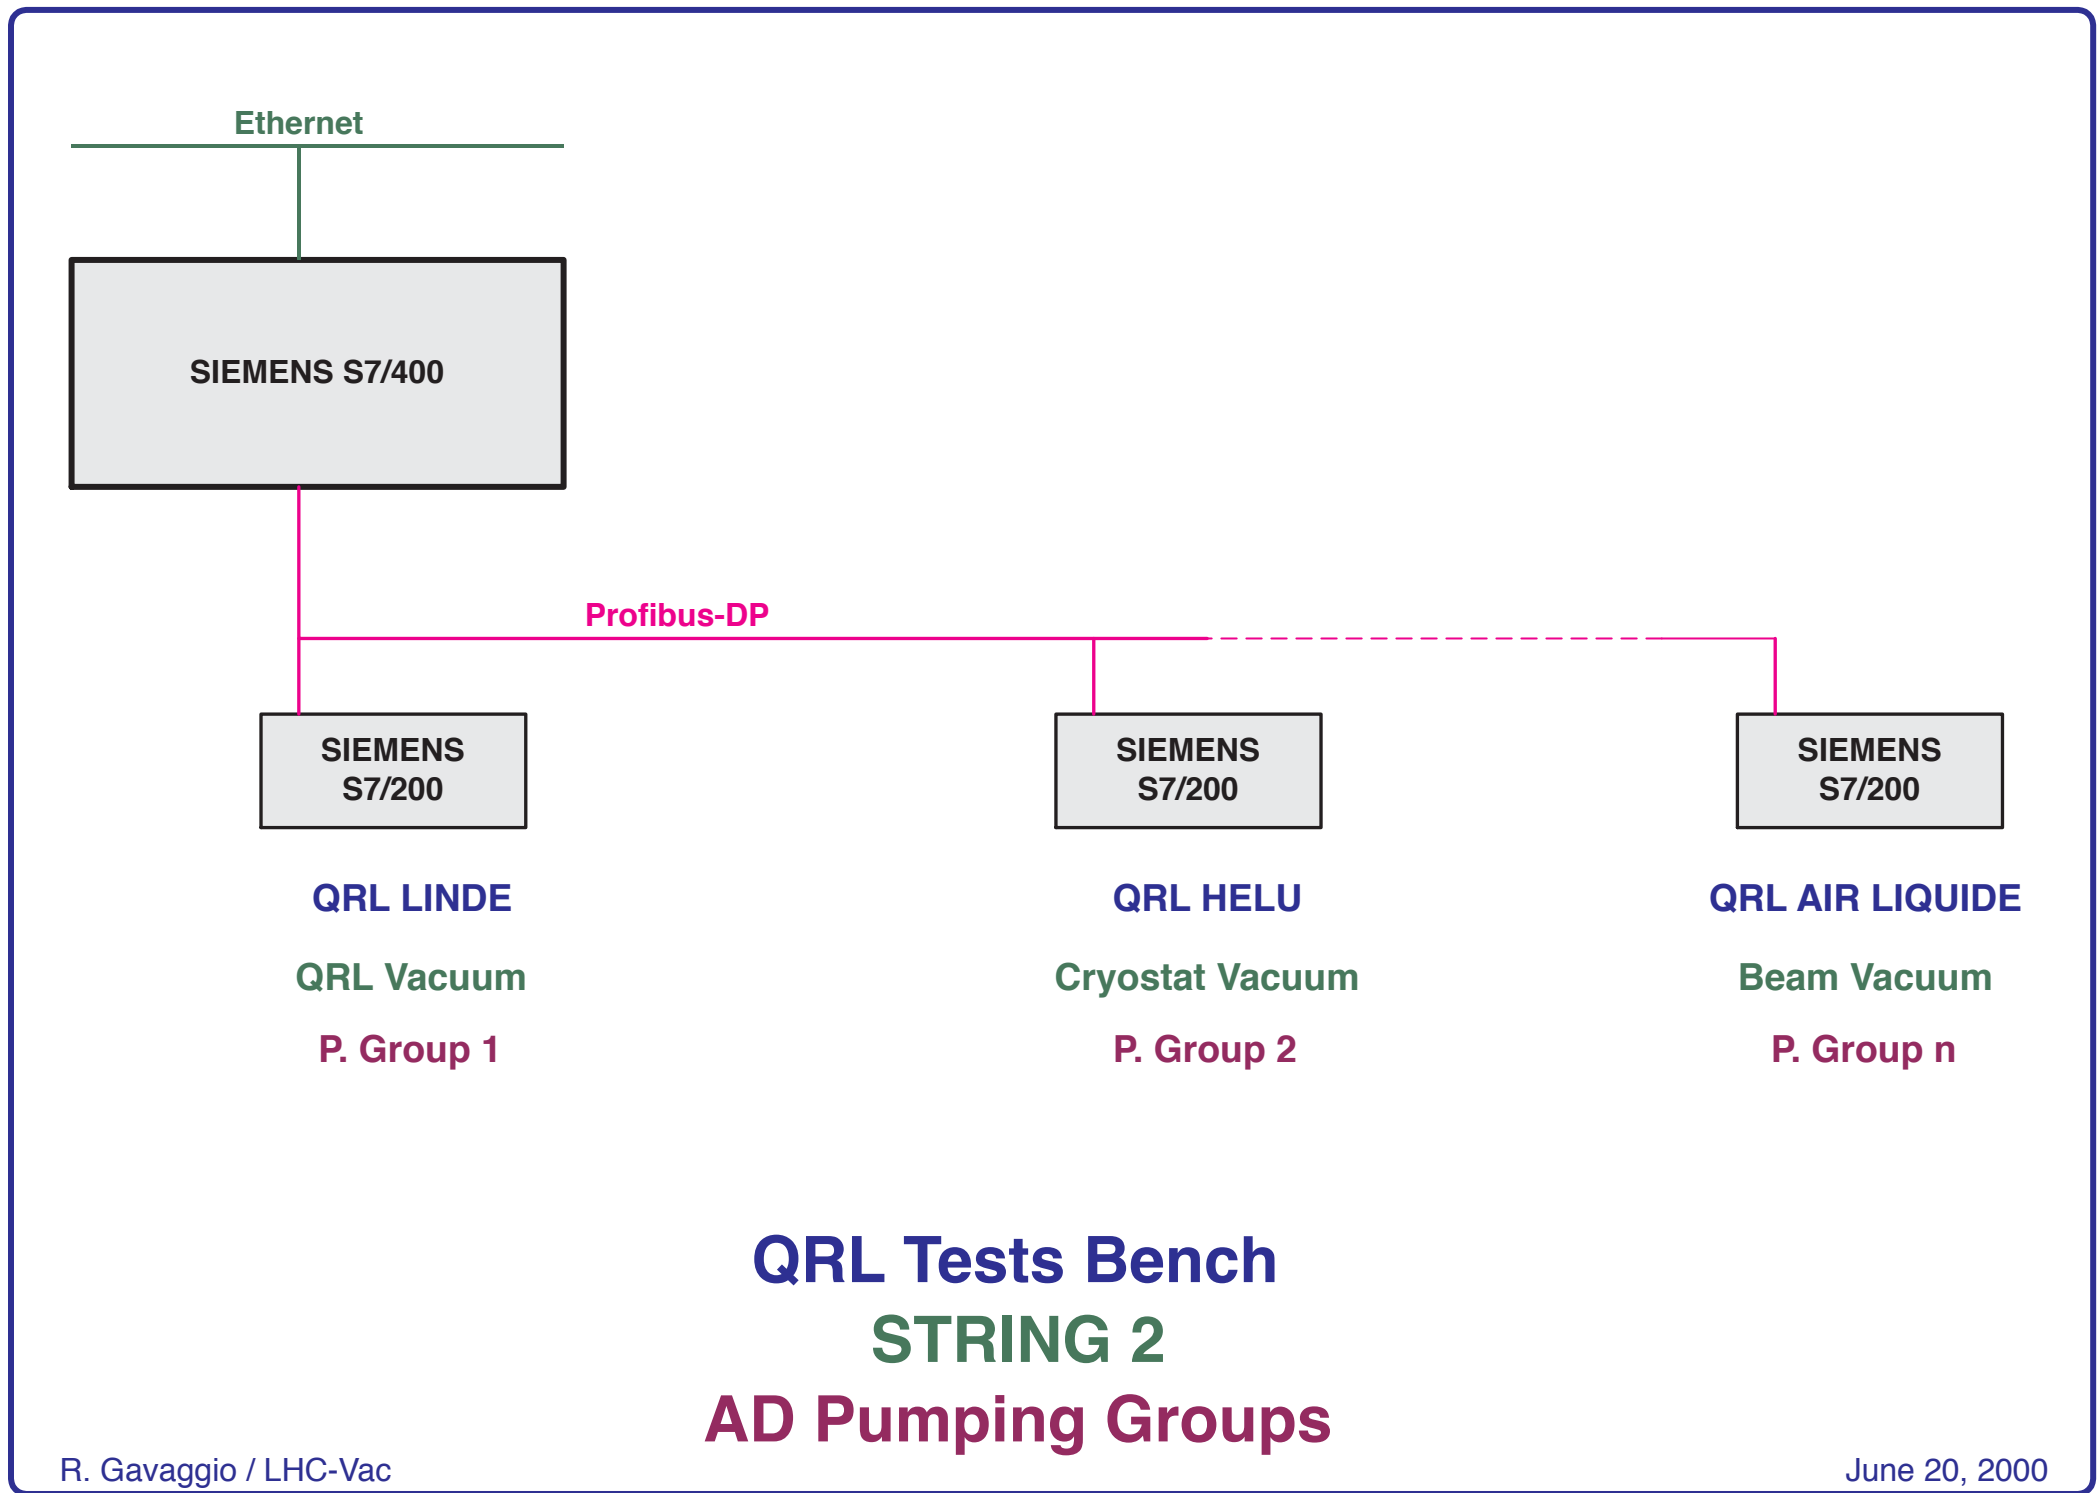 Ethernet
SIEMENS S7/400
Profibus-DP
SIEMENS
S7/200
SIEMENS
S7/200
SIEMENS
S7/200
QRL LINDE
QRL HELU
QRL AIR LIQUIDE
QRL Vacuum
Cryostat Vacuum
Beam Vacuum
P. Group 1
P. Group 2
P. Group n
QRL Tests Bench
STRING 2
AD Pumping Groups
R. Gavaggio / LHC-Vac
June 20, 2000